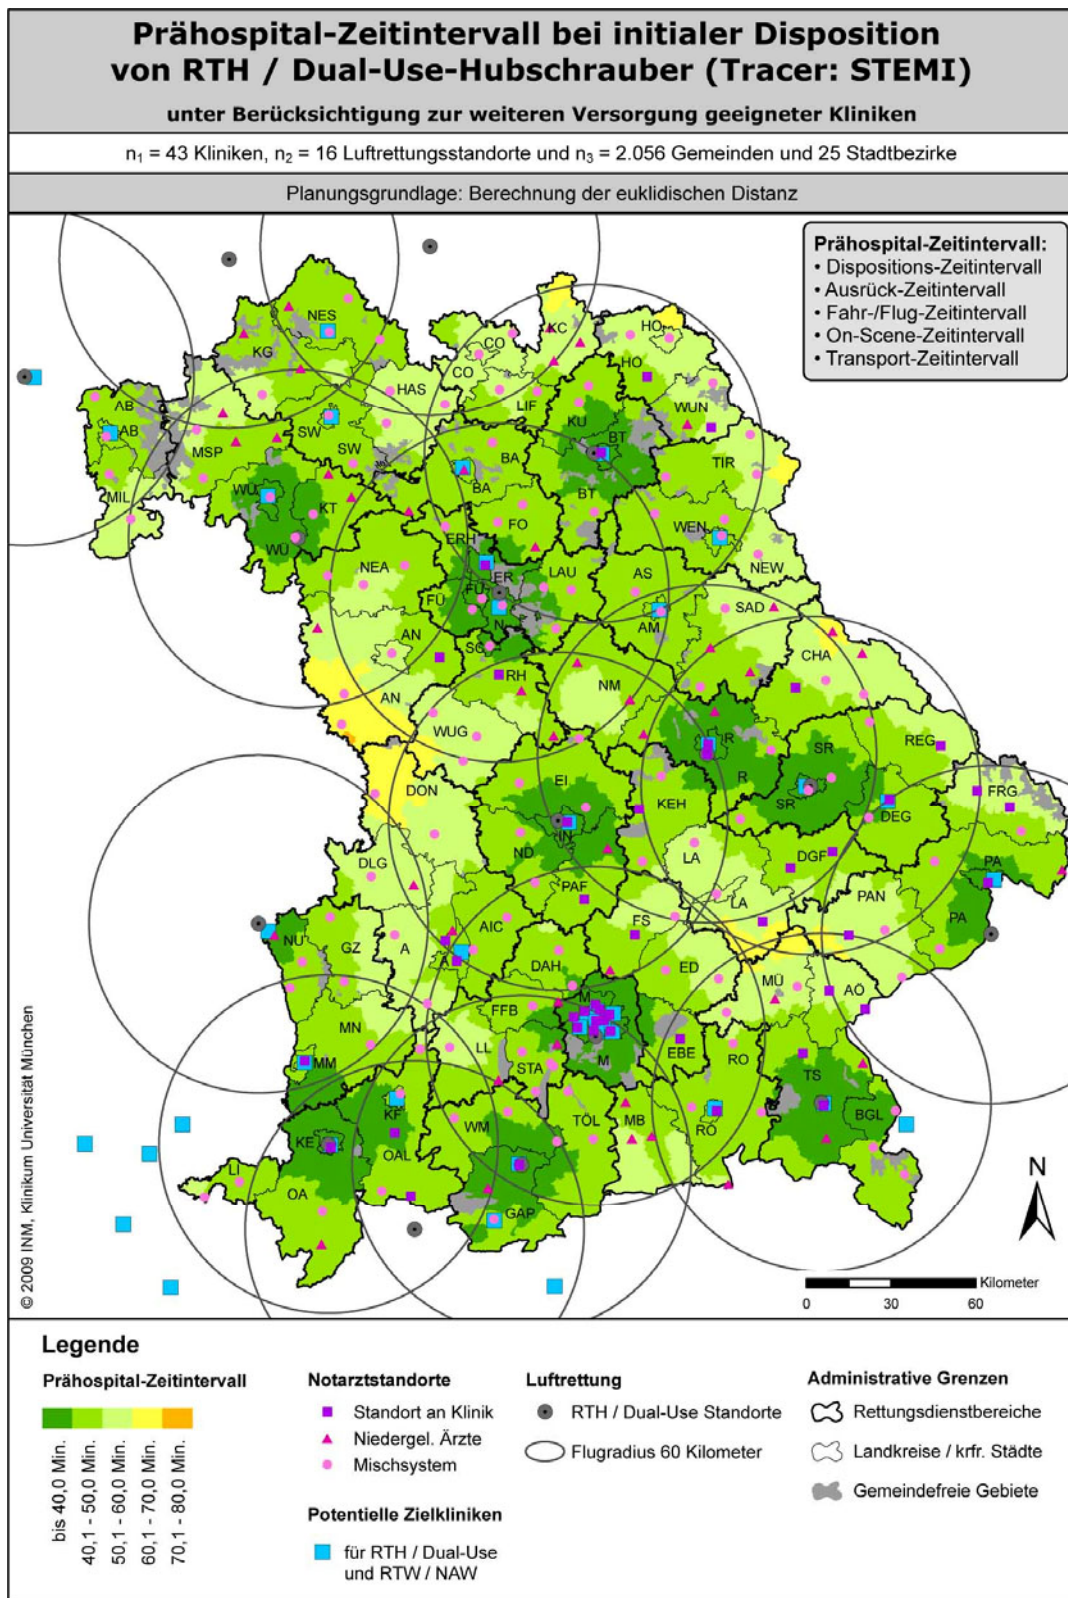 Prähospital-Zeitintervall bei initialer Disposition
von RTH / Dual-Use-Hubschrauber (Tracer: STEMI)
unter Berücksichtigung zur weiteren Versorgung geeigneter Kliniken
n₁ = 43 Kliniken, n₂ = 16 Luftrettungsstandorte und n₃ = 2.056 Gemeinden und 25 Stadtbezirke
Planungsgrundlage: Berechnung der euklidischen Distanz
Prähospital-Zeitintervall:
• Dispositions-Zeitintervall
• Ausrück-Zeitintervall
• Fahr-/Flug-Zeitintervall
• On-Scene-Zeitintervall
• Transport-Zeitintervall
NES
KG
CO
CO
KC
HO
HO
HAS
LIF
KU
WUN
AB
AB
MSP
SW
SW
BA
BA
BT
BT
TIR
MIL
WÜ
WÜ
KT
FO
WEN
NEW
NEA
ERH
ER
FÜ
FÜ
N
LAU
AS
AM
SAD
AN
AN
SC
RH
NM
CHA
WUG
R
R
SR
SR
REG
DON
EI
KEH
DEG
FRG
IN
ND
DLG
PAF
LA
LA
DGF
PA
PA
PAN
NU
GZ
A
A
AIC
FS
DAH
ED
MÜ
AÖ
MN
FFB
M
M
MM
LL
STA
EBE
RO
RO
TS
BGL
KE
KF
WM
TÖL
MB
LI
OA
OAL
GAP
N
Kilometer
0
30
60
© 2009 INM, Klinikum Universität München
Legende
Prähospital-Zeitintervall
bis 40,0 Min.
40,1 - 50,0 Min.
50,1 - 60,0 Min.
60,1 - 70,0 Min.
70,1 - 80,0 Min.
Notarztstandorte
Standort an Klinik
Niedergel. Ärzte
Mischsystem
Potentielle Zielkliniken
für RTH / Dual-Use
und RTW / NAW
Luftrettung
RTH / Dual-Use Standorte
Flugradius 60 Kilometer
Administrative Grenzen
Rettungsdienstbereiche
Landkreise / krfr. Städte
Gemeindefreie Gebiete